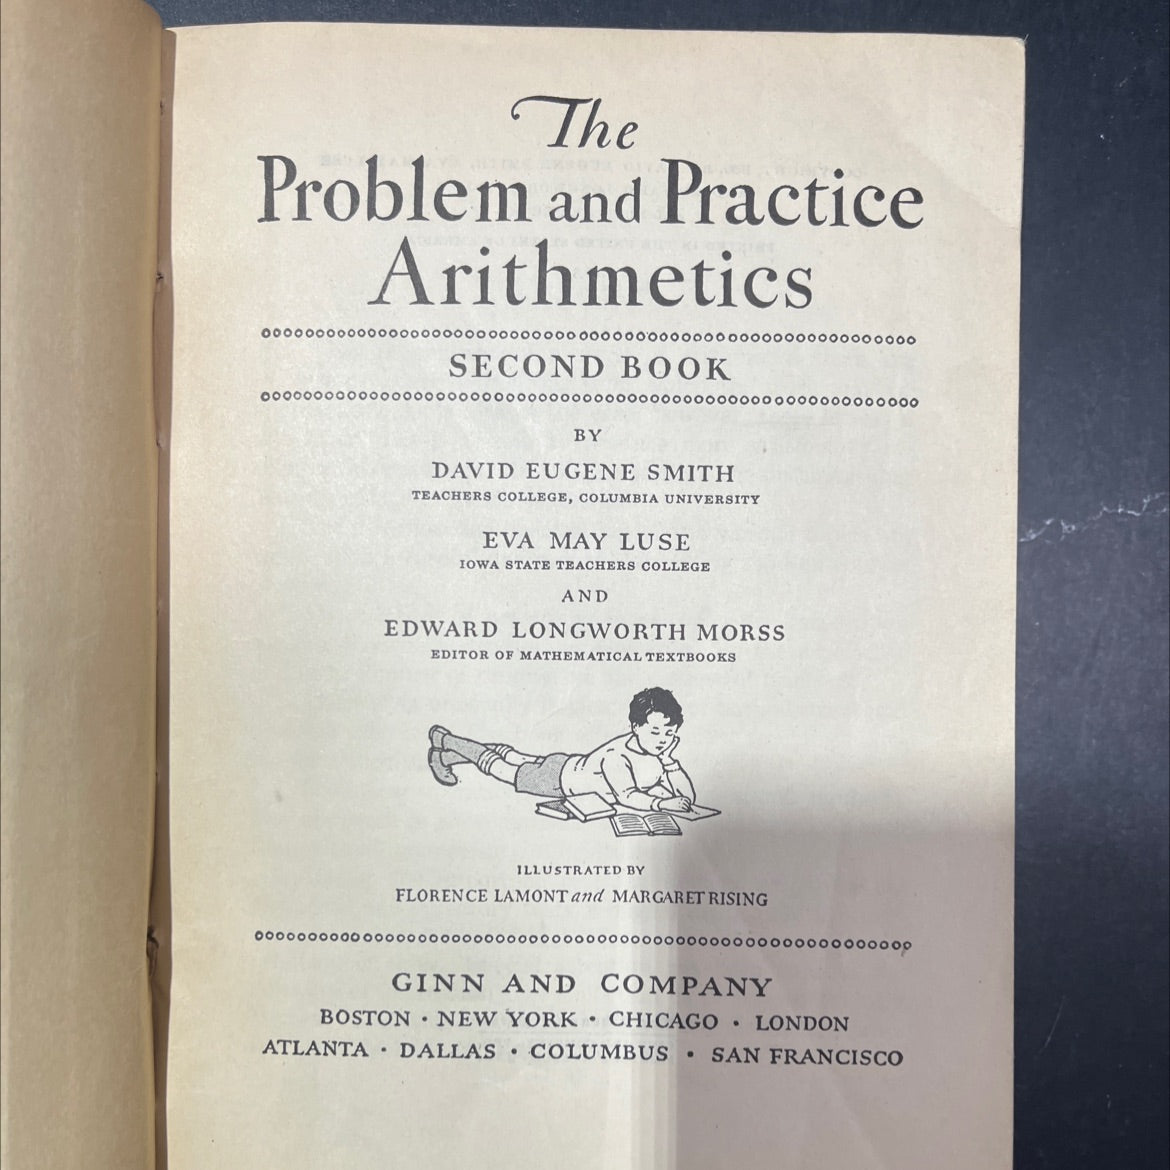 The
Problem and Practice
Arithmetics
SECOND BOOK
BY
DAVID EUGENE SMITH
TEACHERS COLLEGE, COLUMBIA UNIVERSITY
EVA MAY LUSE
IOWA STATE TEACHERS COLLEGE
AND
EDWARD LONGWORTH MORSS
EDITOR OF MATHEMATICAL TEXTBOOKS
ILLUSTRATED BY
FLORENCE LAMONT and MARGARET RISING
GINN AND COMPANY
BOSTON · NEW YORK · CHICAGO · LONDON
ATLANTA · DALLAS · COLUMBUS · SAN FRANCISCO